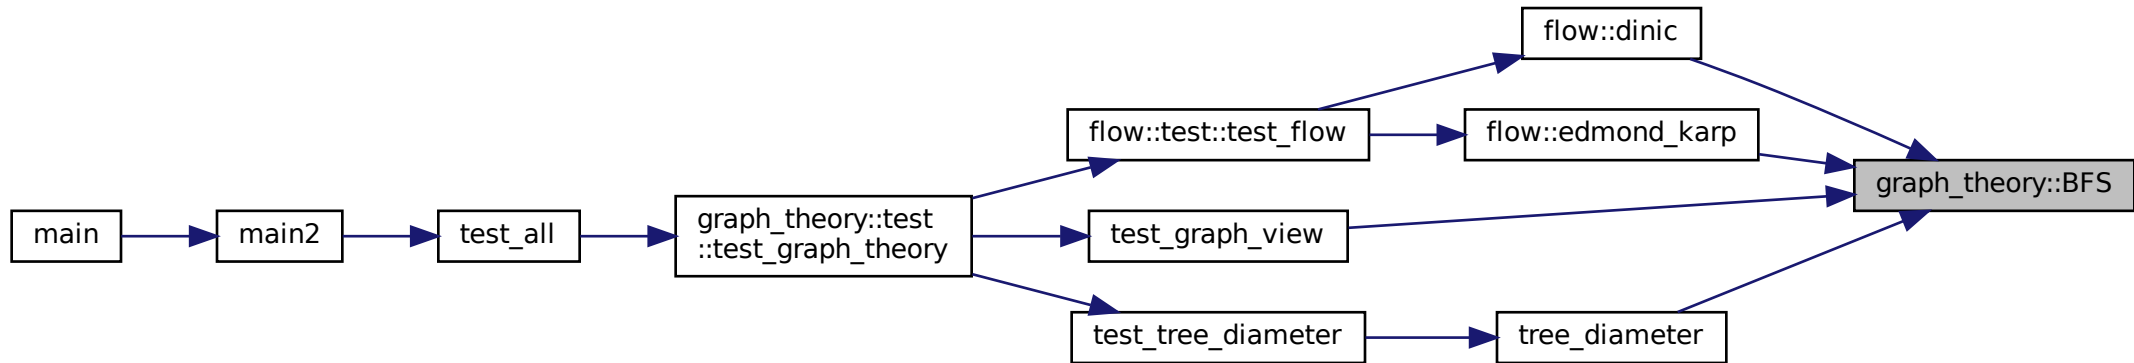 flow::dinic
flow::test::test_flow
flow::edmond_karp
graph_theory::BFS
main
main2
test_all
graph_theory::test
::test_graph_theory
test_graph_view
test_tree_diameter
tree_diameter